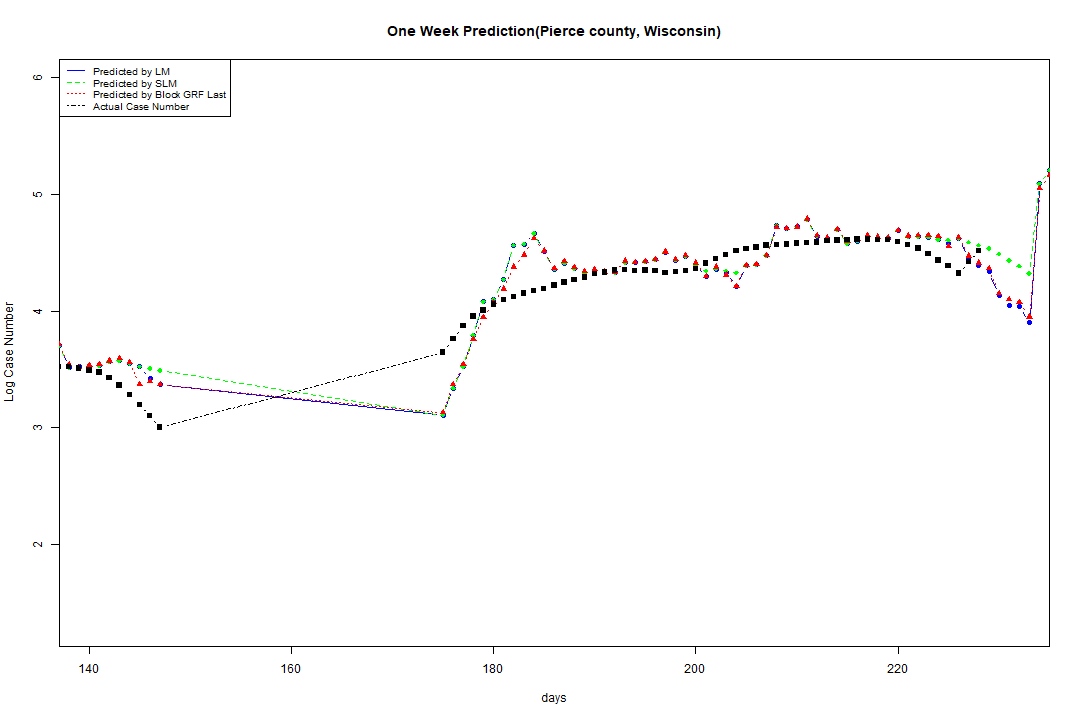 One Week Prediction(Pierce county, Wisconsin)
Predicted by LM
Predicted by SLM
Predicted by Block GRF Last
Actual Case Number
6
5
4
3
2
Log Case Number
140 160 180 200 220
days